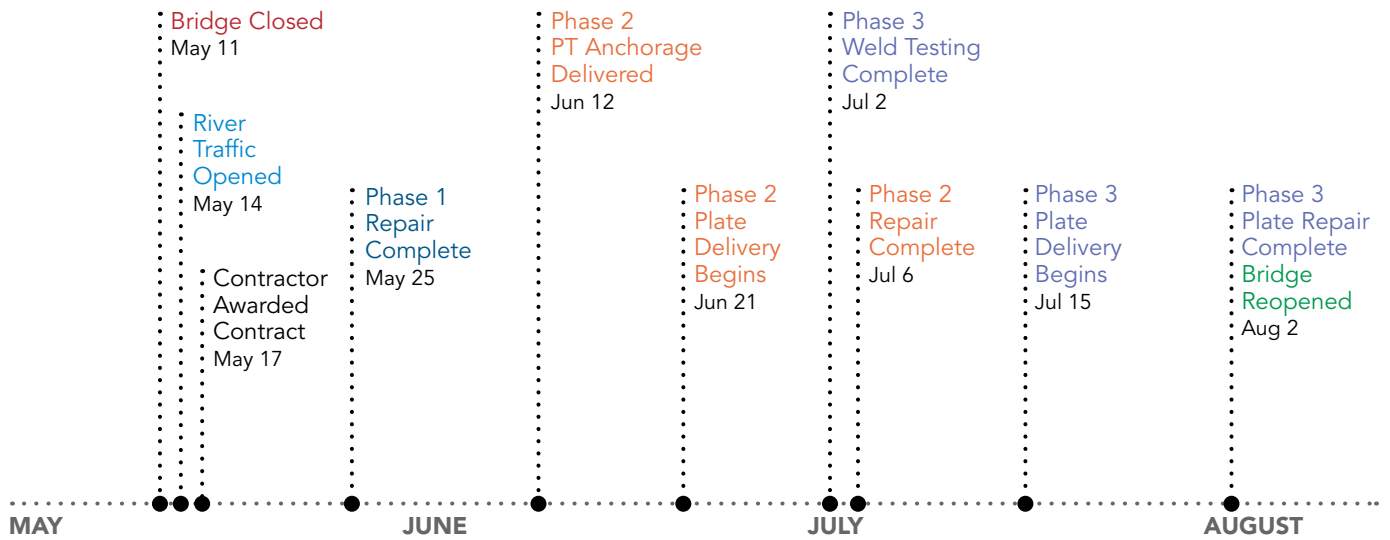 Bridge Closed
May 11
River
Traffic
Opened
May 14
Contractor
Awarded
Contract
May 17
Phase 1
Repair
Complete
May 25
Phase 2
PT Anchorage
Delivered
Jun 12
Phase 2
Plate
Delivery
Begins
Jun 21
Phase 3
Weld Testing
Complete
Jul 2
Phase 2
Repair
Complete
Jul 6
Phase 3
Plate
Delivery
Begins
Jul 15
Phase 3
Plate Repair
Complete
Bridge
Reopened
Aug 2
MAY
JUNE
JULY
AUGUST